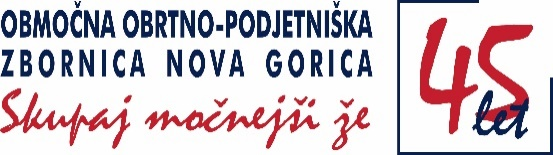 OBMOČNA OBRTNO-PODJETNIŠKA
ZBORNICA NOVA GORICA
Skupaj močnejši že
45
let